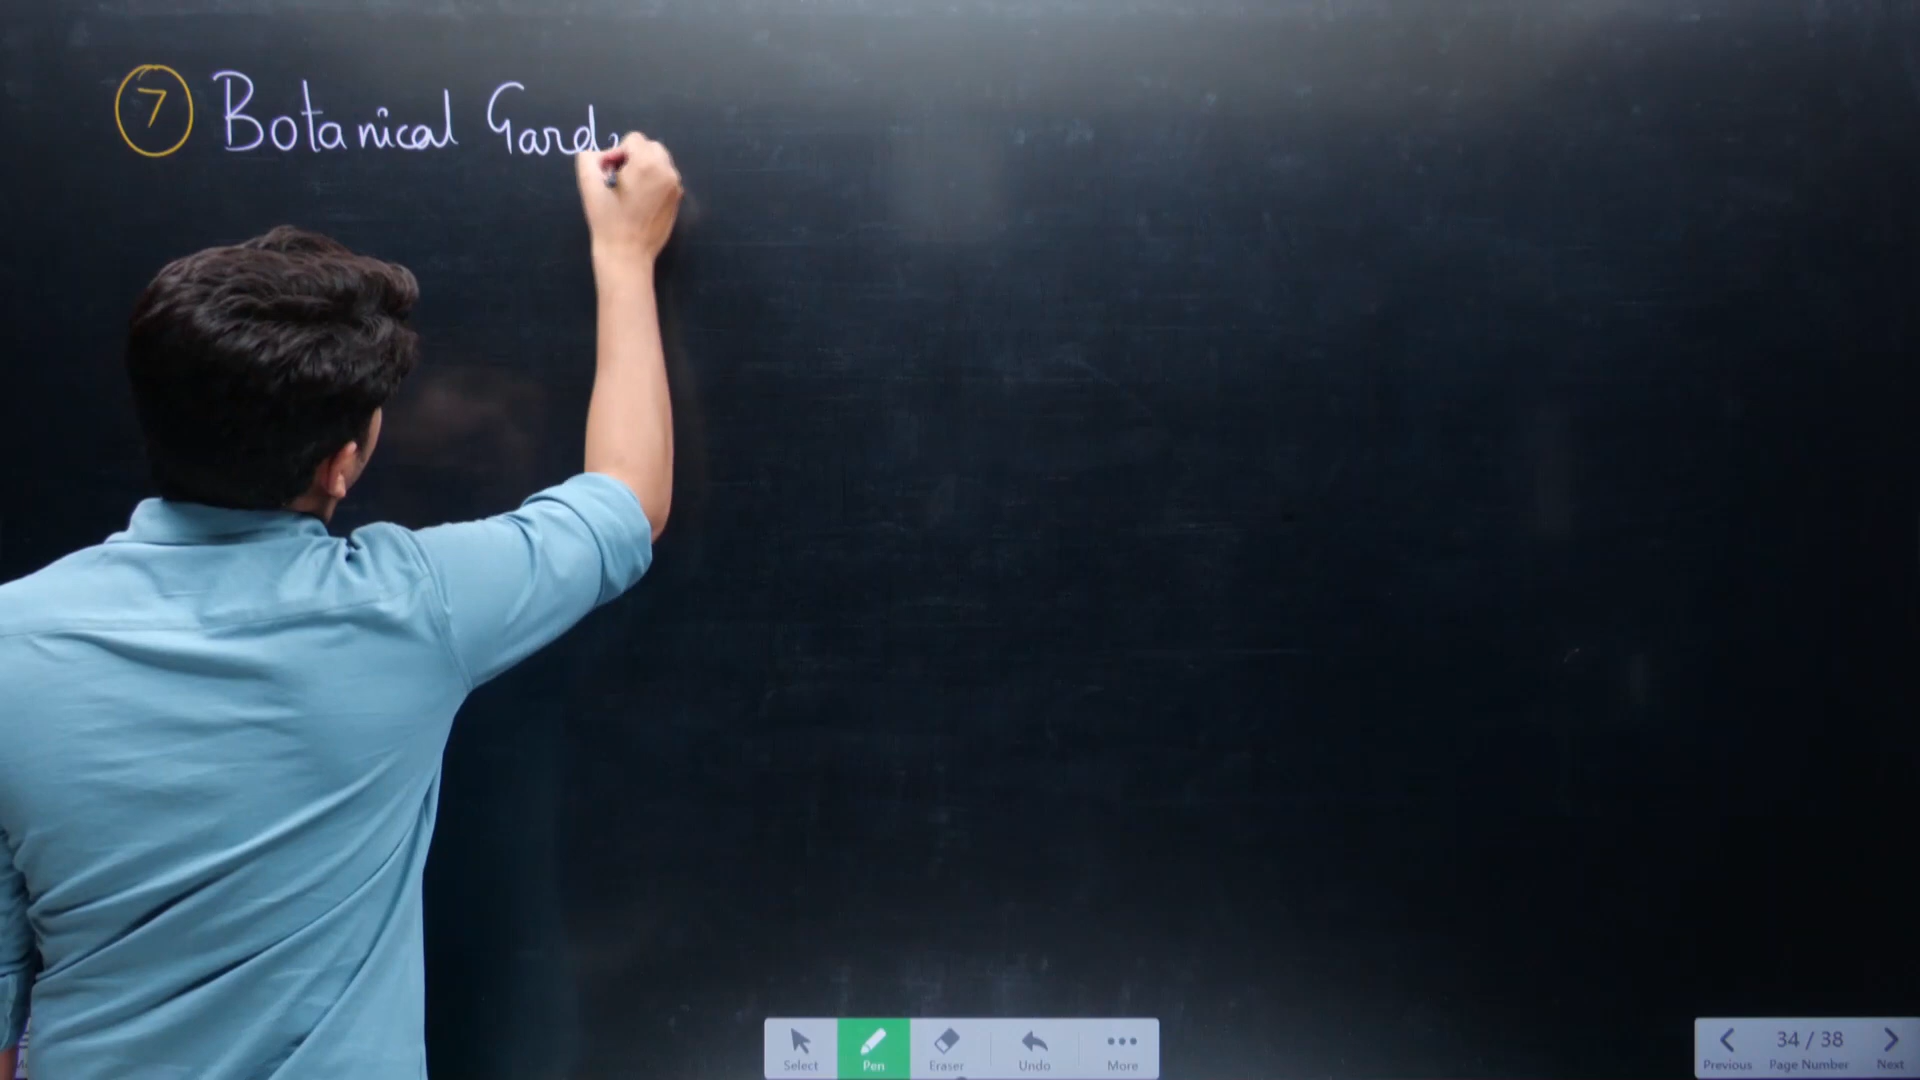 7 Botanical Gard
Select Pen Eraser Undo More
34 / 38
Previous Page Number Next